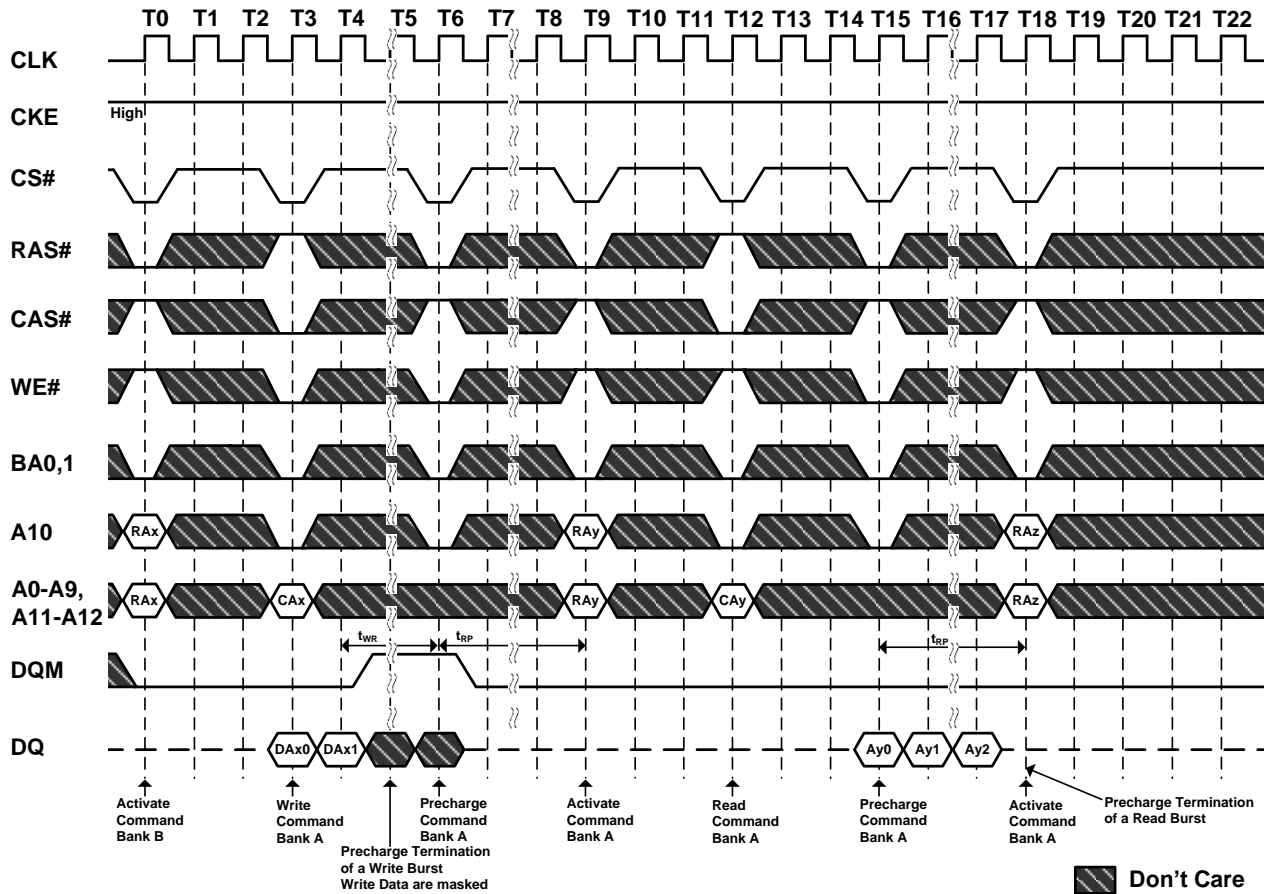 T0 T1 T2 T3 T4 T5 T6 T7 T8 T9 T10 T11 T12 T13 T14 T15 T16 T17 T18 T19 T20 T21 T22
CLK
CKE
High
CS#
RAS#
CAS#
WE#
BA0,1
A10
RAx RAy RAz
A0-A9,
A11-A12
RAx CAx RAy CAy RAz
tWR tRP tRP
DQM
DQ
DAx0 DAx1 Ay0 Ay1 Ay2
Activate
Command
Bank B
Write
Command
Bank A
Precharge Termination
of a Write Burst
Write Data are masked
Precharge
Command
Bank A
Activate
Command
Bank A
Read
Command
Bank A
Precharge
Command
Bank A
Activate
Command
Bank A
Precharge Termination
of a Read Burst
Don't Care